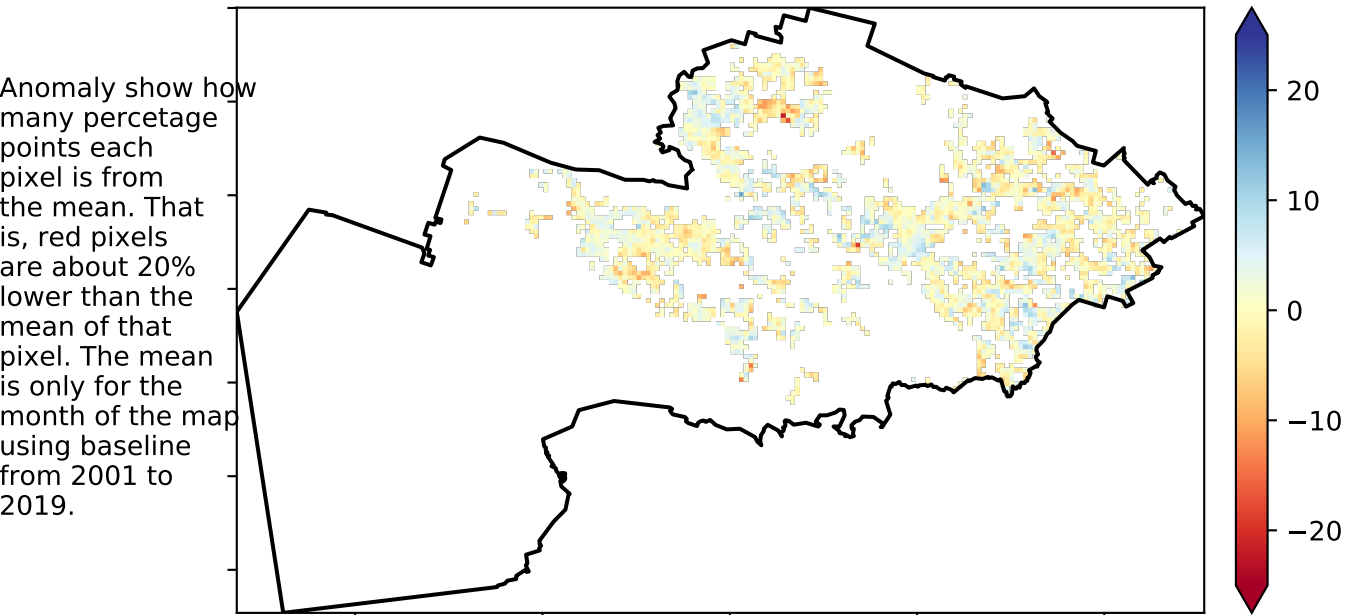 Anomaly show how
many percetage
points each
pixel is from
the mean. That
is, red pixels
are about 20%
lower than the
mean of that
pixel. The mean
is only for the
month of the map
using baseline
from 2001 to
2019.
20
10
0
−10
−20